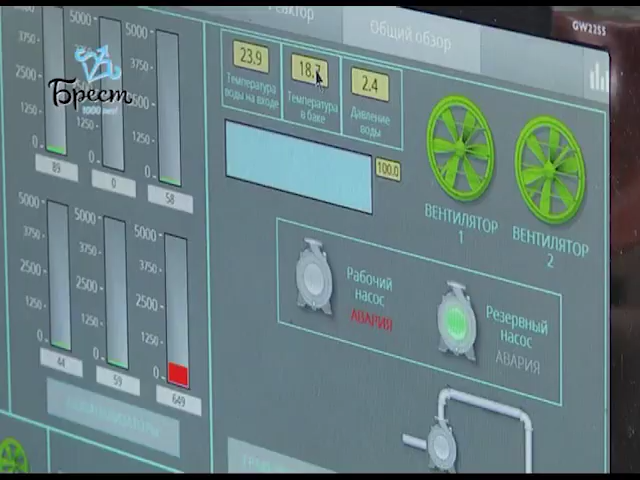 Реактор
Общий обзор
GW2255
Брест
1000 лет!
23.9
Температура
воды на входе
18.7
Температура
в баке
2.4
Давление
воды
100.0
ВЕНТИЛЯТОР
1
ВЕНТИЛЯТОР
2
Рабочий
насос
АВАРИЯ
Резервный
насос
АВАРИЯ
5000
3750
2500
1250
0
89
5000
3750
2500
1250
0
0
5000
3750
2500
1250
0
58
5000
3750
2500
1250
0
44
5000
3750
2500
1250
0
59
5000
3750
2500
1250
0
649